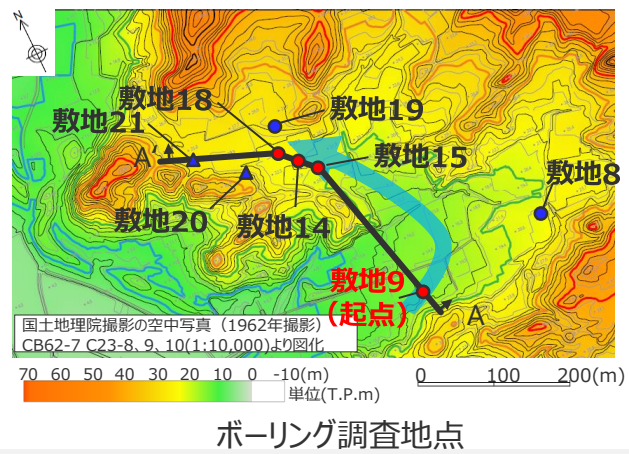 N
敷地18
敷地19
敷地21
A'
敷地15
敷地8
敷地20
敷地14
敷地9
(起点)
A
国土地理院撮影の空中写真（1962年撮影）
CB62-7 C23-8、9、10(1:10,000)より図化
70 60 50 40 30 20 10 0 -10(m)
単位(T.P.m)
0 100 200(m)
ボーリング調査地点